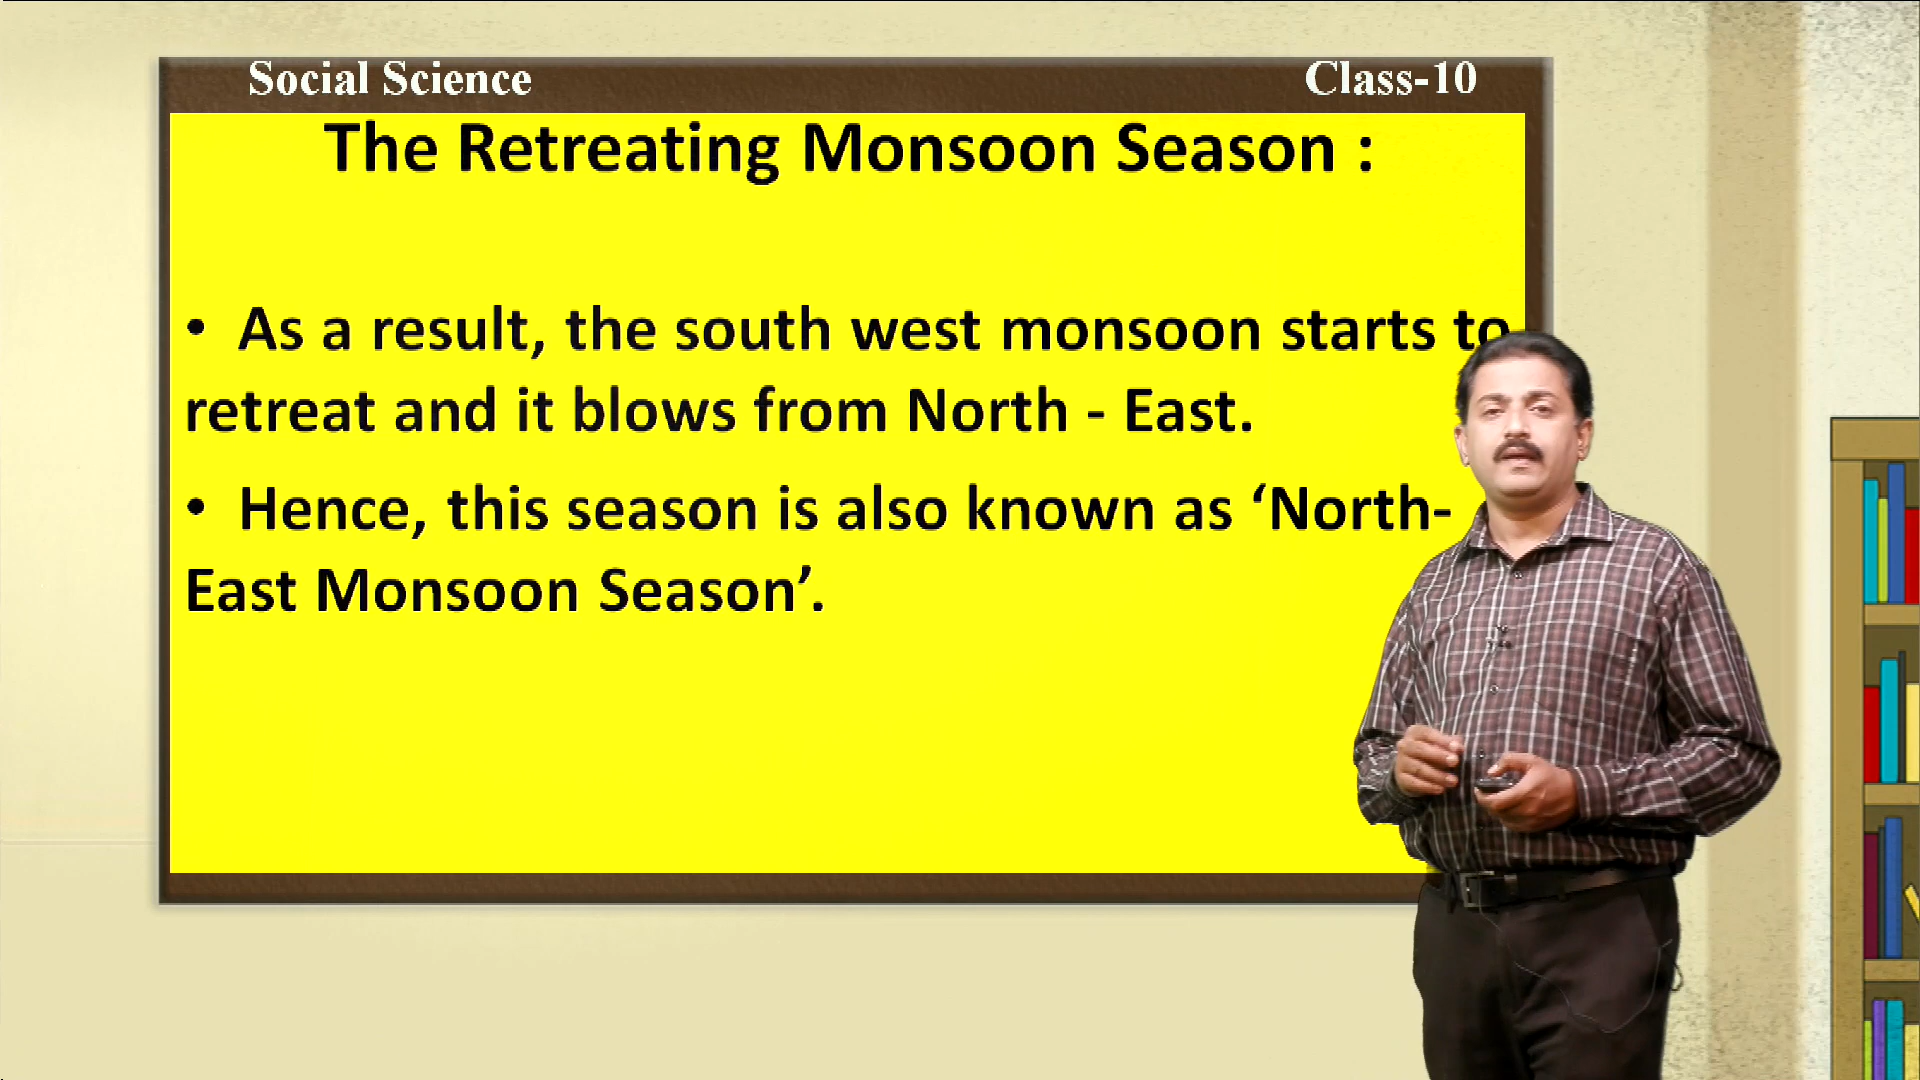 Social Science
Class-10
The Retreating Monsoon Season :
• As a result, the south west monsoon starts to
retreat and it blows from North - East.
• Hence, this season is also known as ‘North-
East Monsoon Season’.